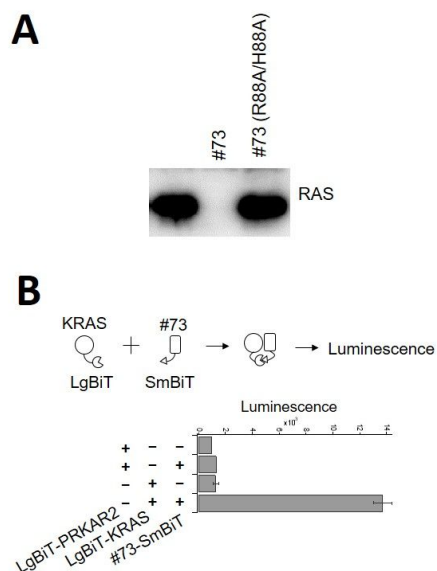 A
#73
#73 (R88A/H88A)
RAS
B
KRAS
#73
LgBiT
SmBiT
Luminescence
Luminescence
0 2 4 6 8 10 12 14
+ − −
+ − +
− + −
− + +
LgBiT-PRKAR2
LgBiT-KRAS
#73-SmBiT